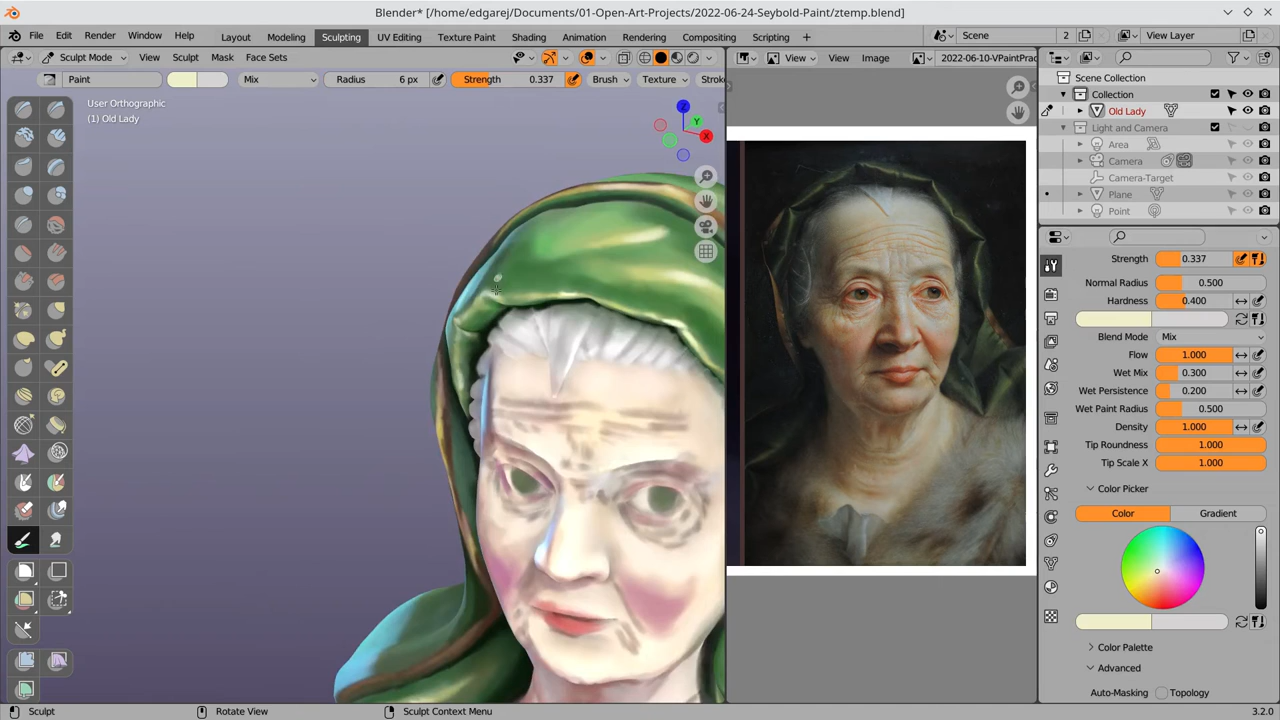 Blender* [/home/edgarej/Documents/01-Open-Art-Projects/2022-06-24-Seybold-Paint/ztemp.blend]
File Edit Render Window Help Layout Modeling Sculpting UV Editing Texture Paint Shading Animation Rendering Compositing Scripting Scene 2 View Layer
Sculpt Mode View Sculpt Mask Face Sets View View Image 2022-06-10-VPaintPrac
Paint Mix Radius 6 px Strength 0.337 Brush Texture Strok
User Orthographic
(1) Old Lady
Z
Y
X
Scene Collection
Collection
Old Lady
Light and Camera
Area
Camera
Camera-Target
Plane
Point
Strength 0.337
Normal Radius 0.500
Hardness 0.400
Blend Mode Mix
Flow 1.000
Wet Mix 0.300
Wet Persistence 0.200
Wet Paint Radius 0.500
Density 1.000
Tip Roundness 1.000
Tip Scale X 1.000
Color Picker
Color Gradient
Color Palette
Advanced
Auto-Masking Topology
Sculpt Rotate View Sculpt Context Menu 3.2.0